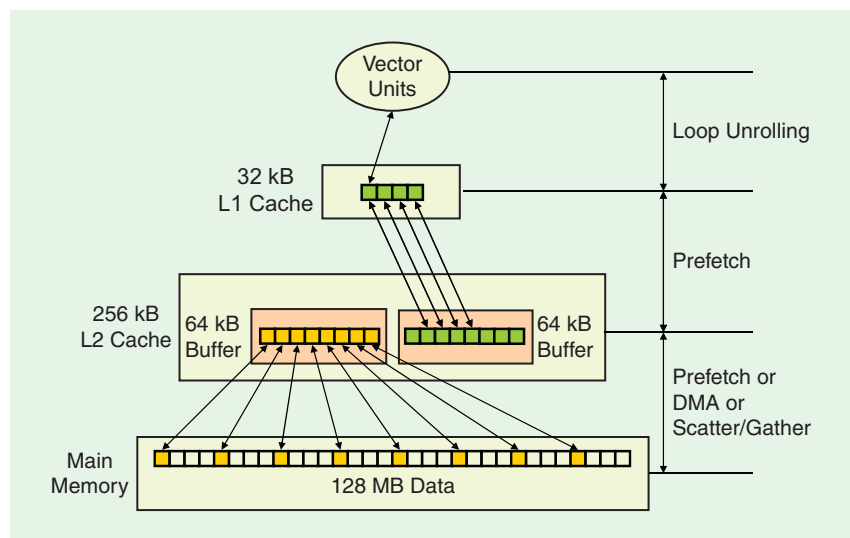 Vector
Units
Loop Unrolling
32 kB
L1 Cache
Prefetch
256 kB
L2 Cache
64 kB
Buffer
64 kB
Buffer
Prefetch or
DMA or
Scatter/Gather
Main
Memory
128 MB Data